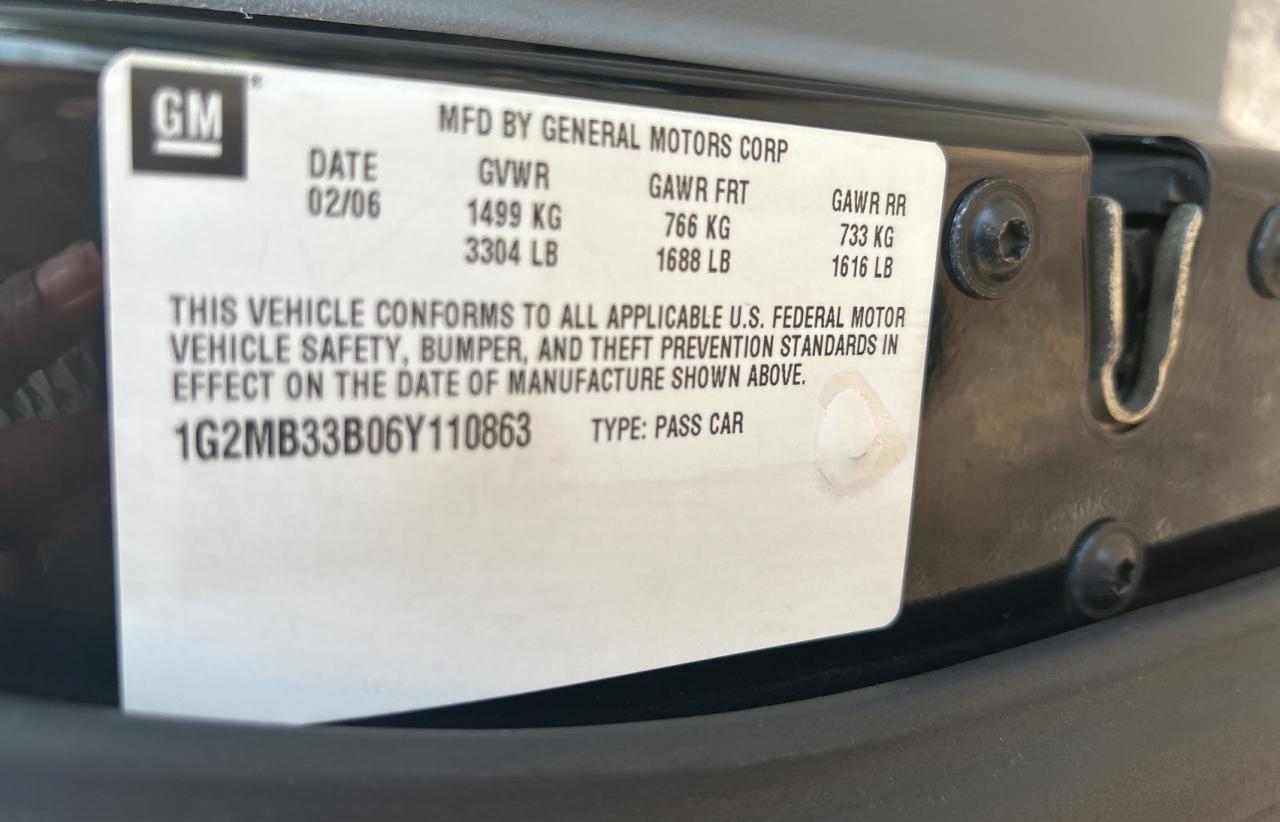 GM®
MFD BY GENERAL MOTORS CORP
DATE GVWR GAWR FRT GAWR RR
02/06 1499 KG 766 KG 733 KG
3304 LB 1688 LB 1616 LB
THIS VEHICLE CONFORMS TO ALL APPLICABLE U.S. FEDERAL MOTOR
VEHICLE SAFETY, BUMPER, AND THEFT PREVENTION STANDARDS IN
EFFECT ON THE DATE OF MANUFACTURE SHOWN ABOVE.
1G2MB33B06Y110863 TYPE: PASS CAR